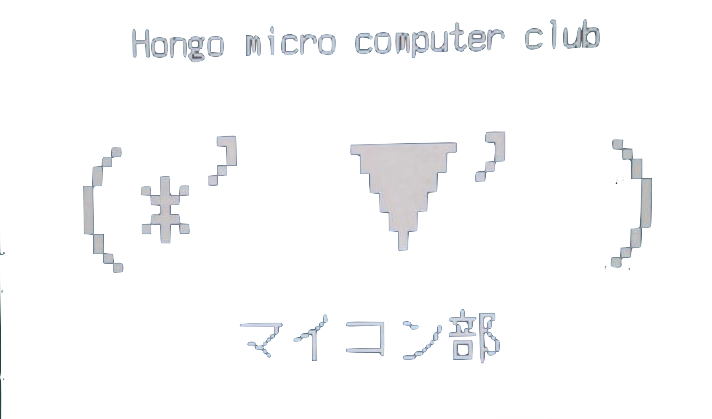 Hongo micro computer club
(*'▼')
マイコン部